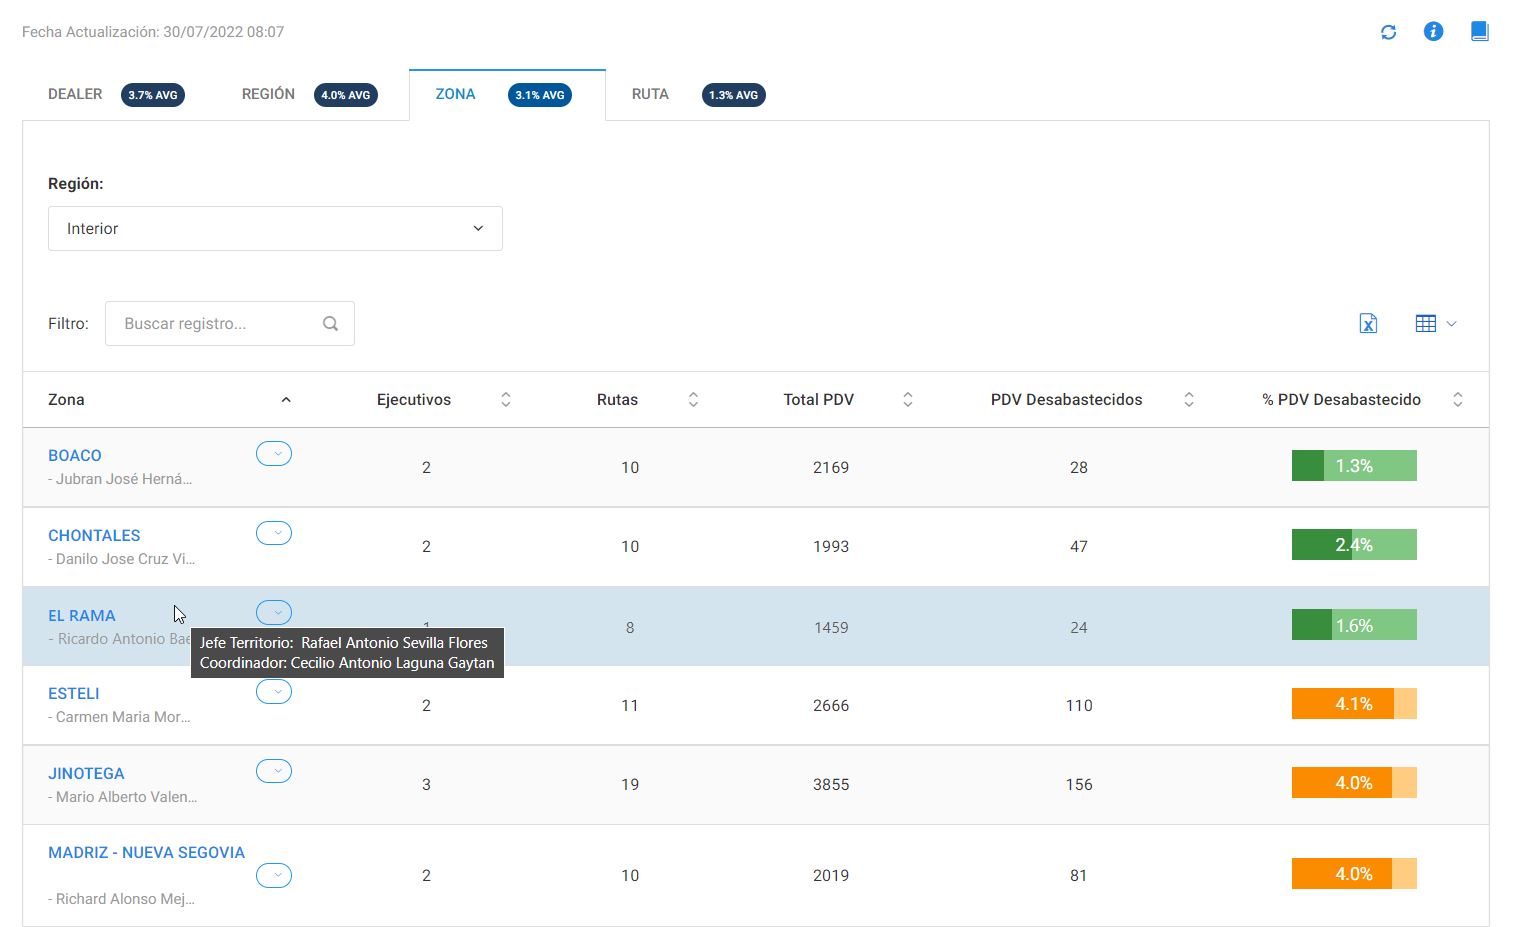 Fecha Actualización: 30/07/2022 08:07
DEALER 3.7% AVG REGIÓN 4.0% AVG ZONA 3.1% AVG RUTA 1.3% AVG
Región:
Interior
Filtro: Buscar registro...
Zona Ejecutivos Rutas Total PDV PDV Desabastecidos % PDV Desabastecido
BOACO
- Jubran José Herná...
2 10 2169 28 1.3%
CHONTALES
- Danilo Jose Cruz Vi...
2 10 1993 47 2.4%
EL RAMA
- Ricardo Antonio
8 1459 24 1.6%
Jefe Territorio: Rafael Antonio Sevilla Flores
Coordinador: Cecilio Antonio Laguna Gaytan
ESTELI
- Carmen Maria Mor...
2 11 2666 110 4.1%
JINOTEGA
- Mario Alberto Valen...
3 19 3855 156 4.0%
MADRIZ - NUEVA SEGOVIA
- Richard Alonso Mej...
2 10 2019 81 4.0%